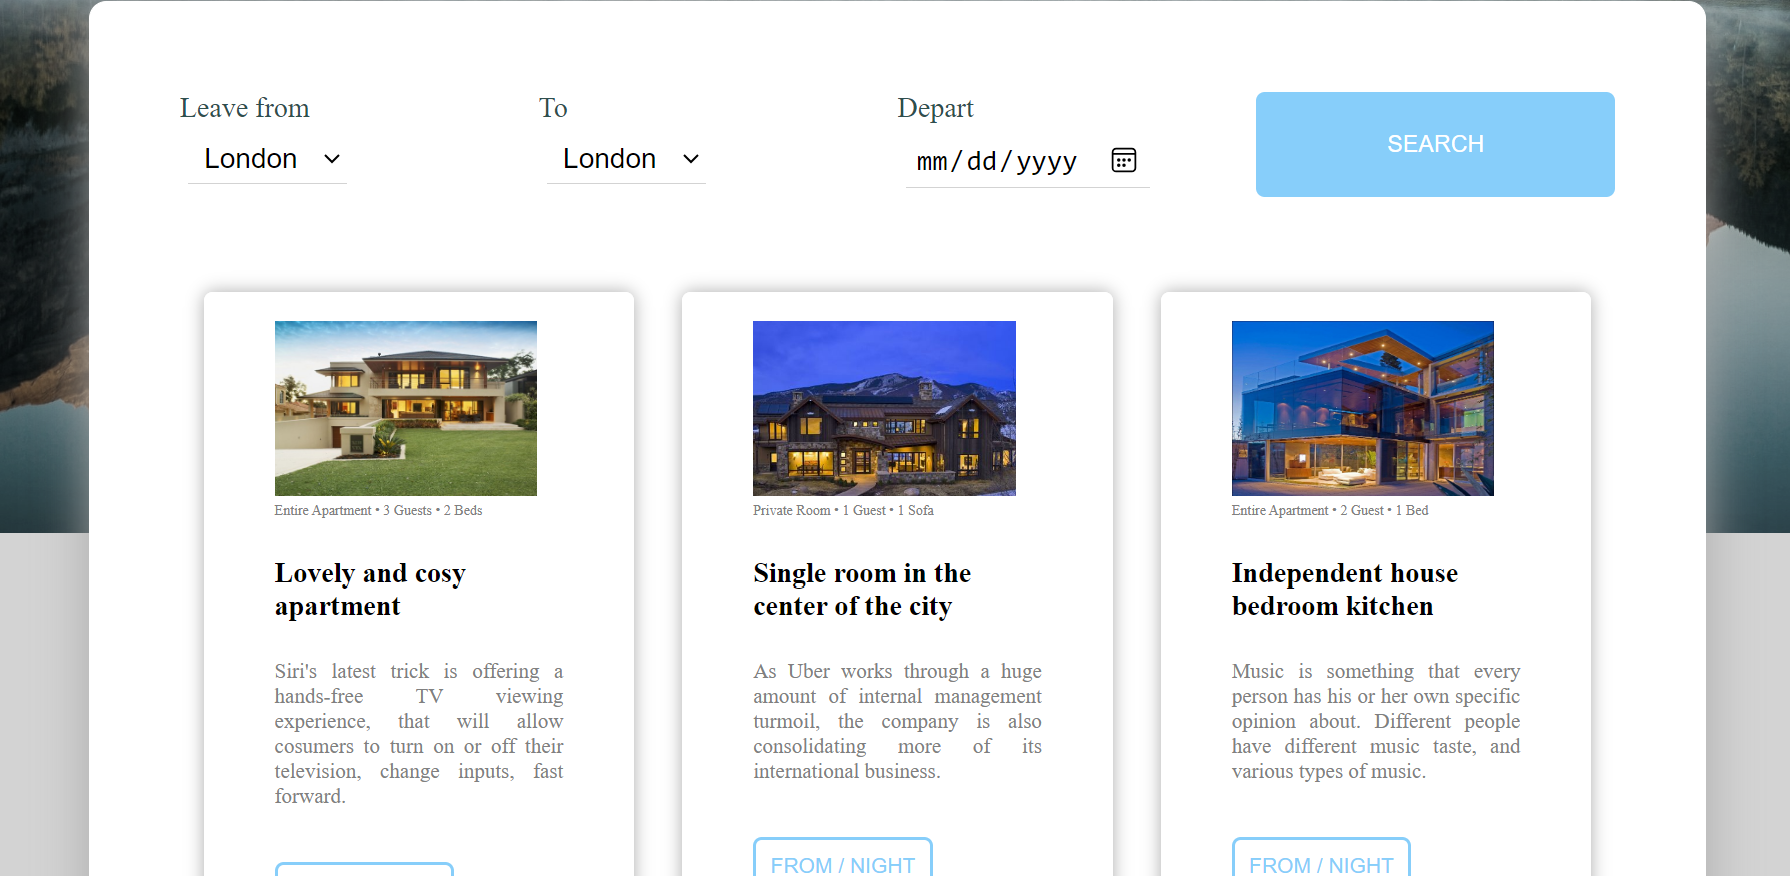 Leave from
To
Depart
London
London
mm/dd/yyyy
SEARCH
Entire Apartment • 3 Guests • 2 Beds
Lovely and cosy
apartment
Siri's latest trick is offering a
hands-free TV viewing
experience, that will allow
cosumers to turn on or off their
television, change inputs, fast
forward.
Private Room • 1 Guest • 1 Sofa
Single room in the
center of the city
As Uber works through a huge
amount of internal management
turmoil, the company is also
consolidating more of its
international business.
FROM / NIGHT
Entire Apartment • 2 Guest • 1 Bed
Independent house
bedroom kitchen
Music is something that every
person has his or her own specific
opinion about. Different people
have different music taste, and
various types of music.
FROM / NIGHT